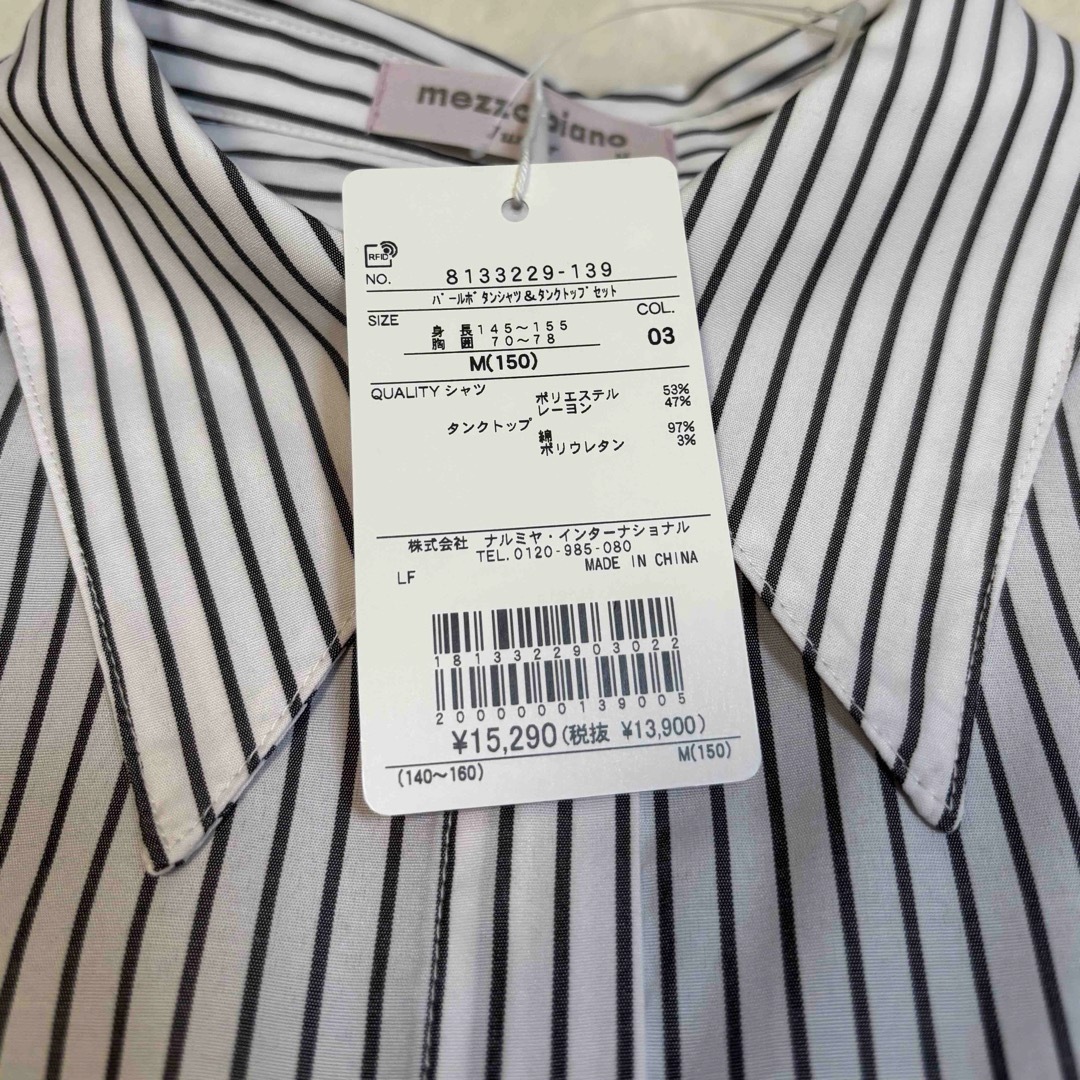 mezzo piano
RFID
NO. 8133229-139
パールボタンシャツ&タンクトップセット
SIZE COL.
身長145～155
胸囲 70～78 03
M(150)
QUALITY シャツ ポリエステル 53%
レーヨン 47%
タンクトップ 綿 97%
ポリウレタン 3%
株式会社 ナルミヤ・インターナショナル
TEL.0120-985-080
LF MADE IN CHINA
1813322903022
2000000139005
¥15,290(税抜 ¥13,900)
(140～160) M(150)